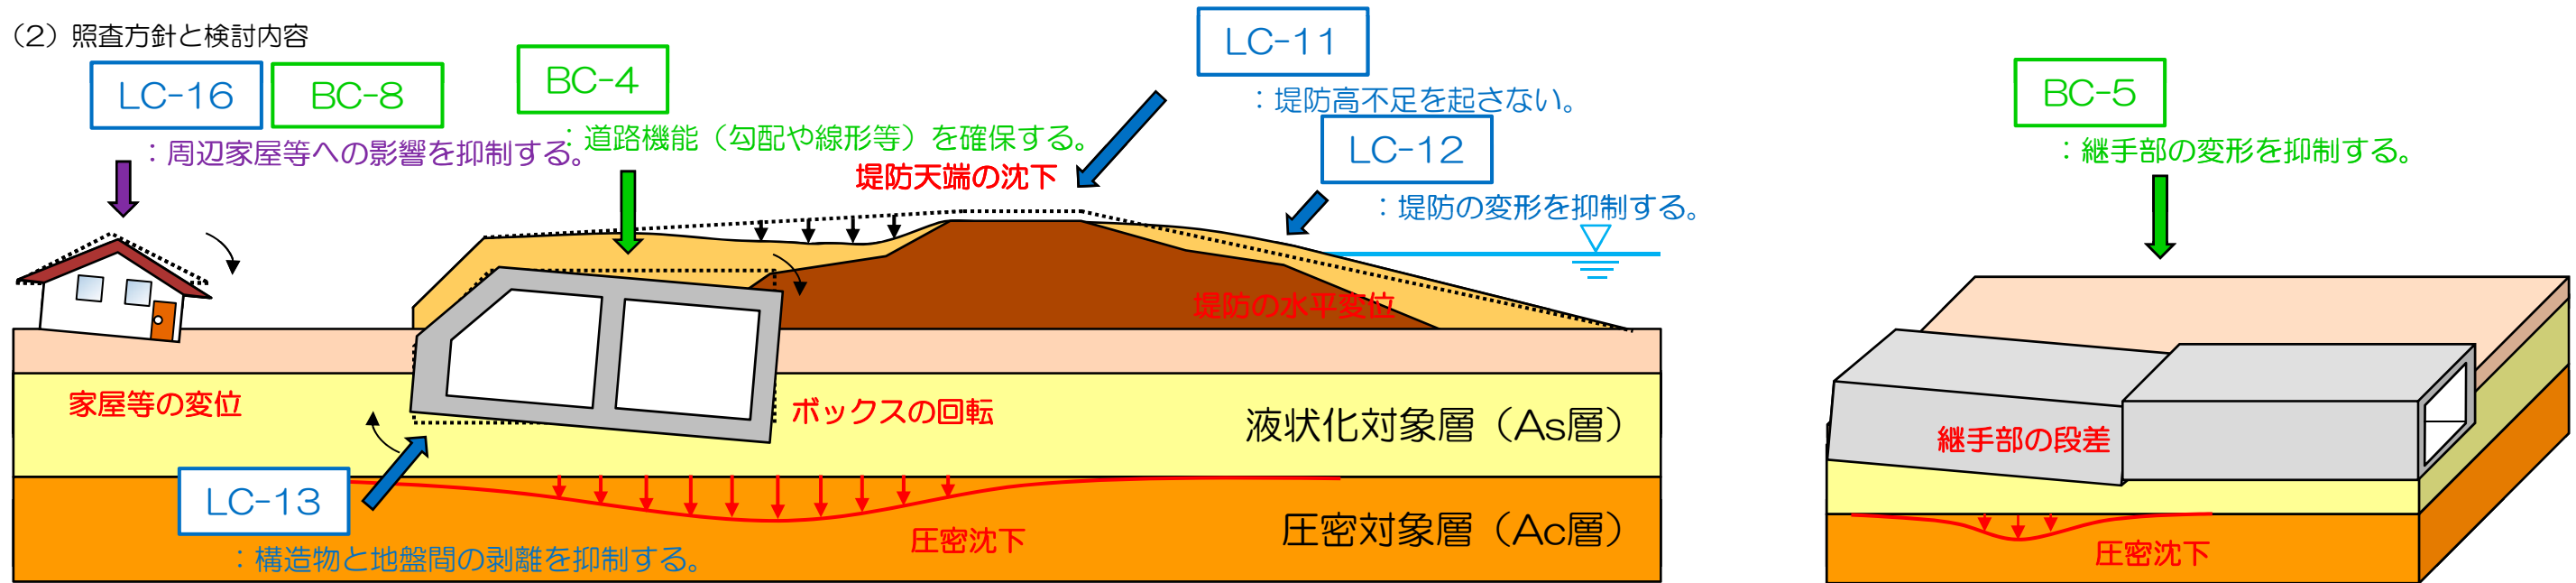 （2）照査方針と検討内容
LC-16
BC-8
：周辺家屋等への影響を抑制する。
BC-4
：道路機能（勾配や線形等）を確保する。
LC-11
：堤防高不足を起さない。
LC-12
：堤防の変形を抑制する。
BC-5
：継手部の変形を抑制する。
堤防天端の沈下
堤防の水平変位
家屋等の変位
ボックスの回転
液状化対象層（As層）
継手部の段差
LC-13
：構造物と地盤間の剥離を抑制する。
圧密沈下
圧密対象層（Ac層）
圧密沈下